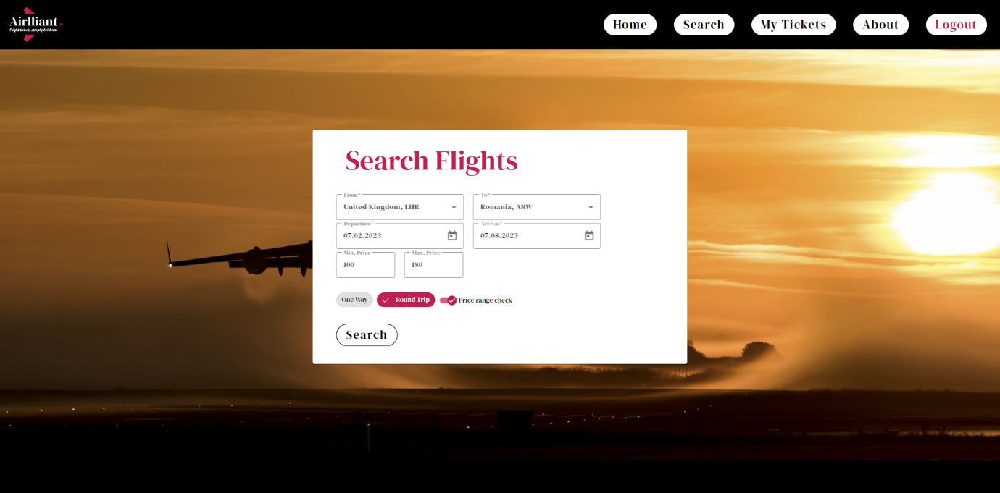 Airlliant
flight tickets simply brilliant
Home
Search
My Tickets
About
Logout
Search Flights
From*
United Kingdom, LHR
To*
Romania, ARW
Departure*
07.02.2023
Arrival*
07.08.2023
Min. Price
100
Max. Price
180
One Way
Round Trip
Price range check
Search